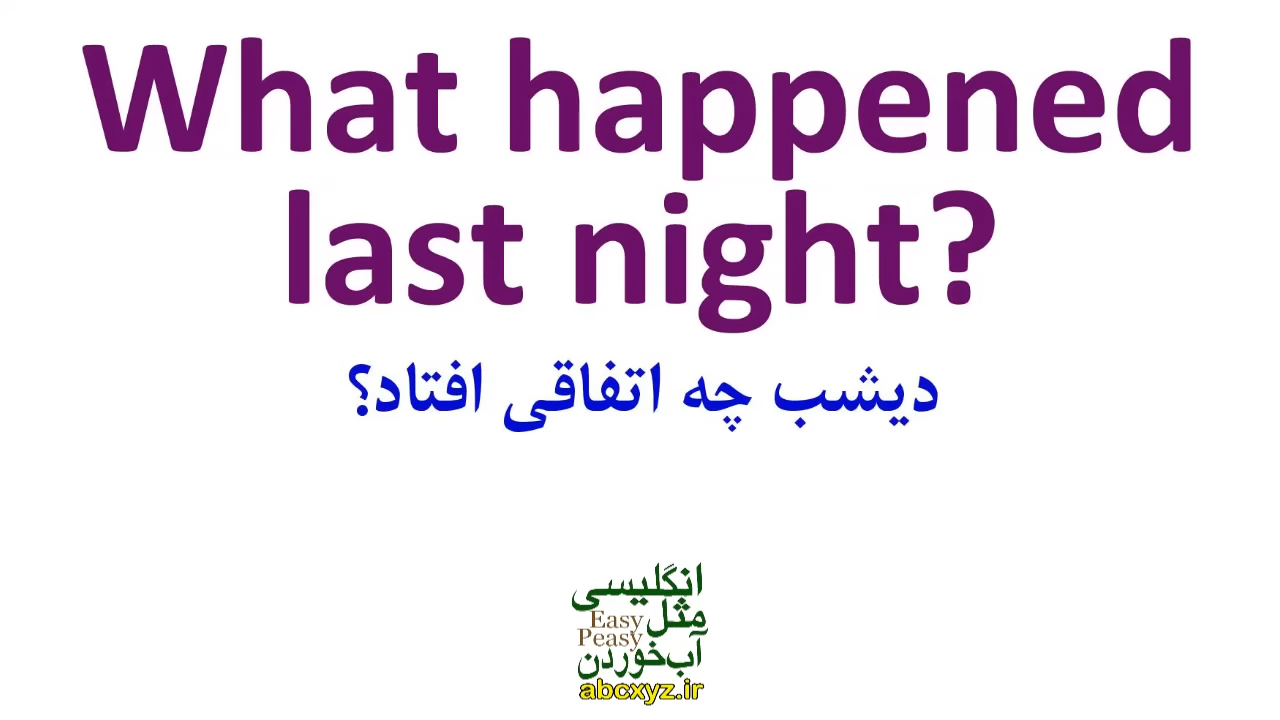 What happened
last night?
دیشب چه اتفاقی افتاد؟
انگلیسی
مثل
Easy
Peasy
آب‌خوردن
abcxyz.ir